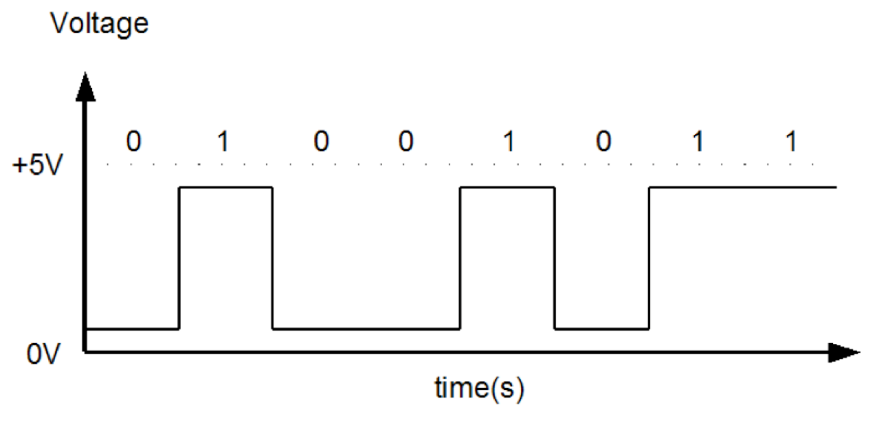 Voltage
0 1 0 0 1 0 1 1
+5V
0V
time(s)